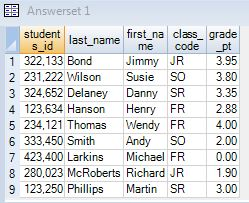 Answerset 1
students_id last_name first_name class_code grade_pt
1 322,133 Bond Jimmy JR 3.95
2 231,222 Wilson Susie SO 3.80
3 324,652 Delaney Danny SR 3.35
4 123,634 Hanson Henry FR 2.88
5 234,121 Thomas Wendy FR 4.00
6 333,450 Smith Andy SO 2.00
7 423,400 Larkins Michael FR 0.00
8 280,023 McRoberts Richard JR 1.90
9 123,250 Phillips Martin SR 3.00